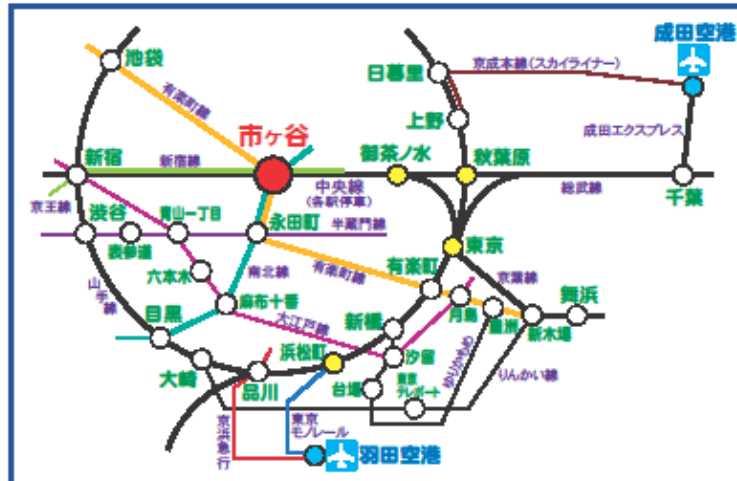 成田空港
池袋
日暮里
京成本線(スカイライナー)
有楽町線
上野
成田エクスプレス
市ヶ谷
新宿
新宿線
御茶ノ水
秋葉原
中央線
(各駅停車)
総武線
千葉
京王線
渋谷
青山一丁目
永田町
半蔵門線
表参道
東京
六本木
南北線
有楽町線
有楽町
京葉線
山手線
麻布十番
舞浜
目黒
大江戸線
新橋
月島
豊洲
新木場
浜松町
汐留
ゆりかもめ
大崎
品川
台場
東京
テレポート
りんかい線
京浜急行
東京
モノレール
羽田空港